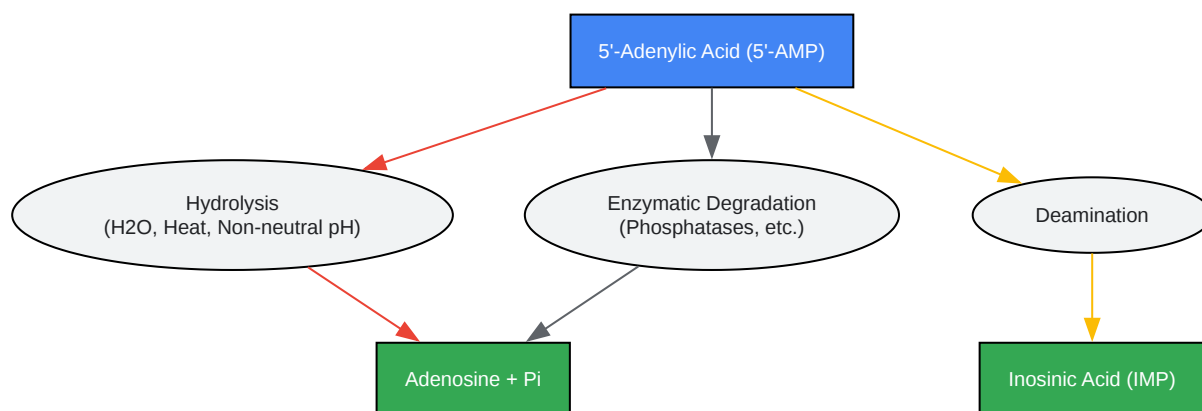 5'-Adenylic Acid (5'-AMP)
Hydrolysis
(H2O, Heat, Non-neutral pH)
Enzymatic Degradation
(Phosphatases, etc.)
Deamination
Adenosine + Pi
Inosinic Acid (IMP)